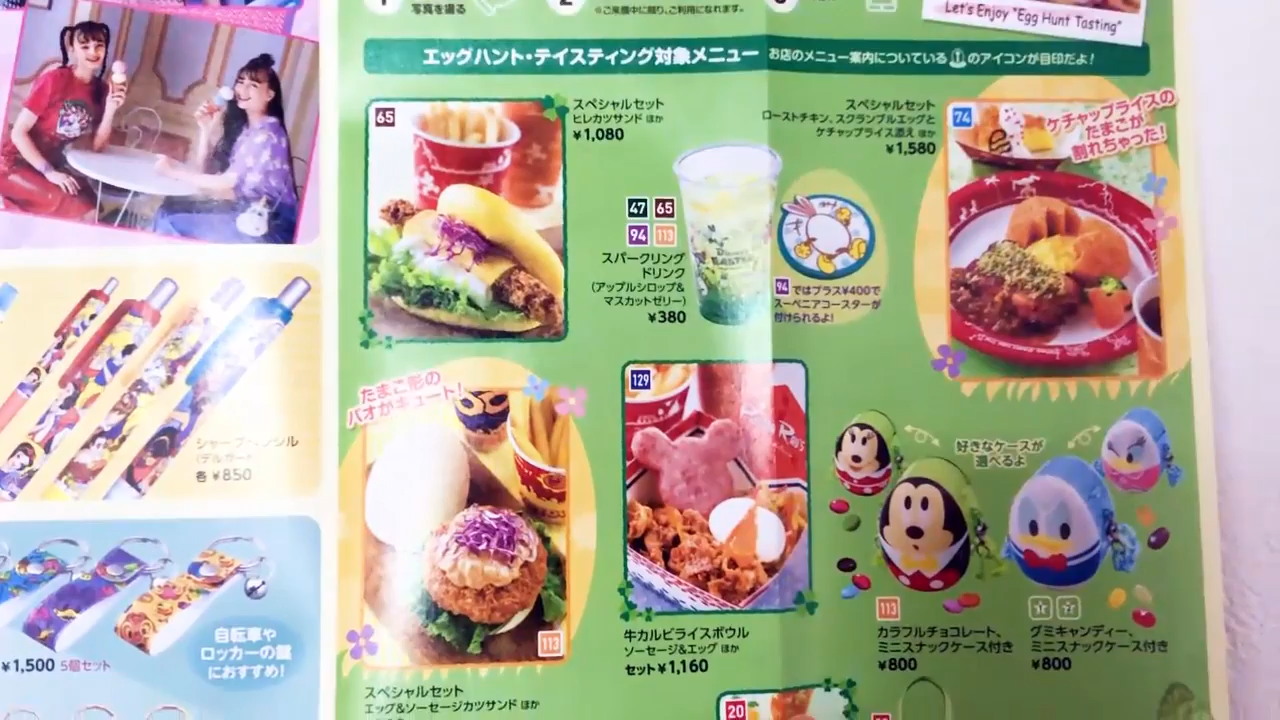 写真を撮る
※ご来園中に限り、ご利用になれます。
Let's Enjoy "Egg Hunt Tasting"
エッグハント・テイスティング対象メニュー
お店のメニュー案内についている のアイコンが目印だよ!
65
スペシャルセット
ヒレカツサンド ほか
¥1,080
スペシャルセット
ローストチキン、スクランブルエッグと
ケチャップライス添え ほか
¥1,580
74
ケチャップライスの
たまごが
割れちゃった!
47 65
94 113
スパークリング
ドリンク
(アップルシロップ&
マスカットゼリー)
¥380
94 ではプラス¥400で
スーベニアコースターが
付けられるよ!
たまご形の
バオがキュート!
113
スペシャルセット
エッグ&ソーセージカツサンド ほか
129
牛カルビライスボウル
ソーセージ&エッグ ほか
セット¥1,160
好きなケースが
選べるよ
113
カラフルチョコレート、
ミニスナックケース付き
¥800
グミキャンディー、
ミニスナックケース付き
¥800
20
シャープペンシル
(デルガード)
各 ¥850
自転車や
ロッカーの鍵
におすすめ!
¥1,500 5個セット